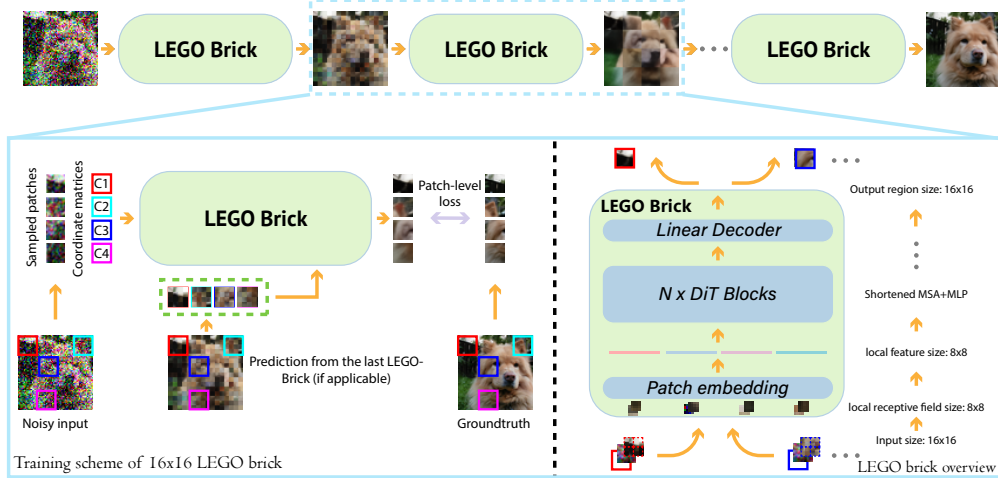 LEGO Brick
LEGO Brick
LEGO Brick
Sampled patches
Coordinate matrices
C1
C2
C3
C4
LEGO Brick
Patch-level
loss
Prediction from the last LEGO-
Brick (if applicable)
Noisy input
Groundtruth
Training scheme of 16x16 LEGO brick
LEGO Brick
Linear Decoder
N x DiT Blocks
Patch embedding
Output region size: 16x16
Shortened MSA+MLP
local feature size: 8x8
local receptive field size: 8x8
Input size: 16x16
LEGO brick overview